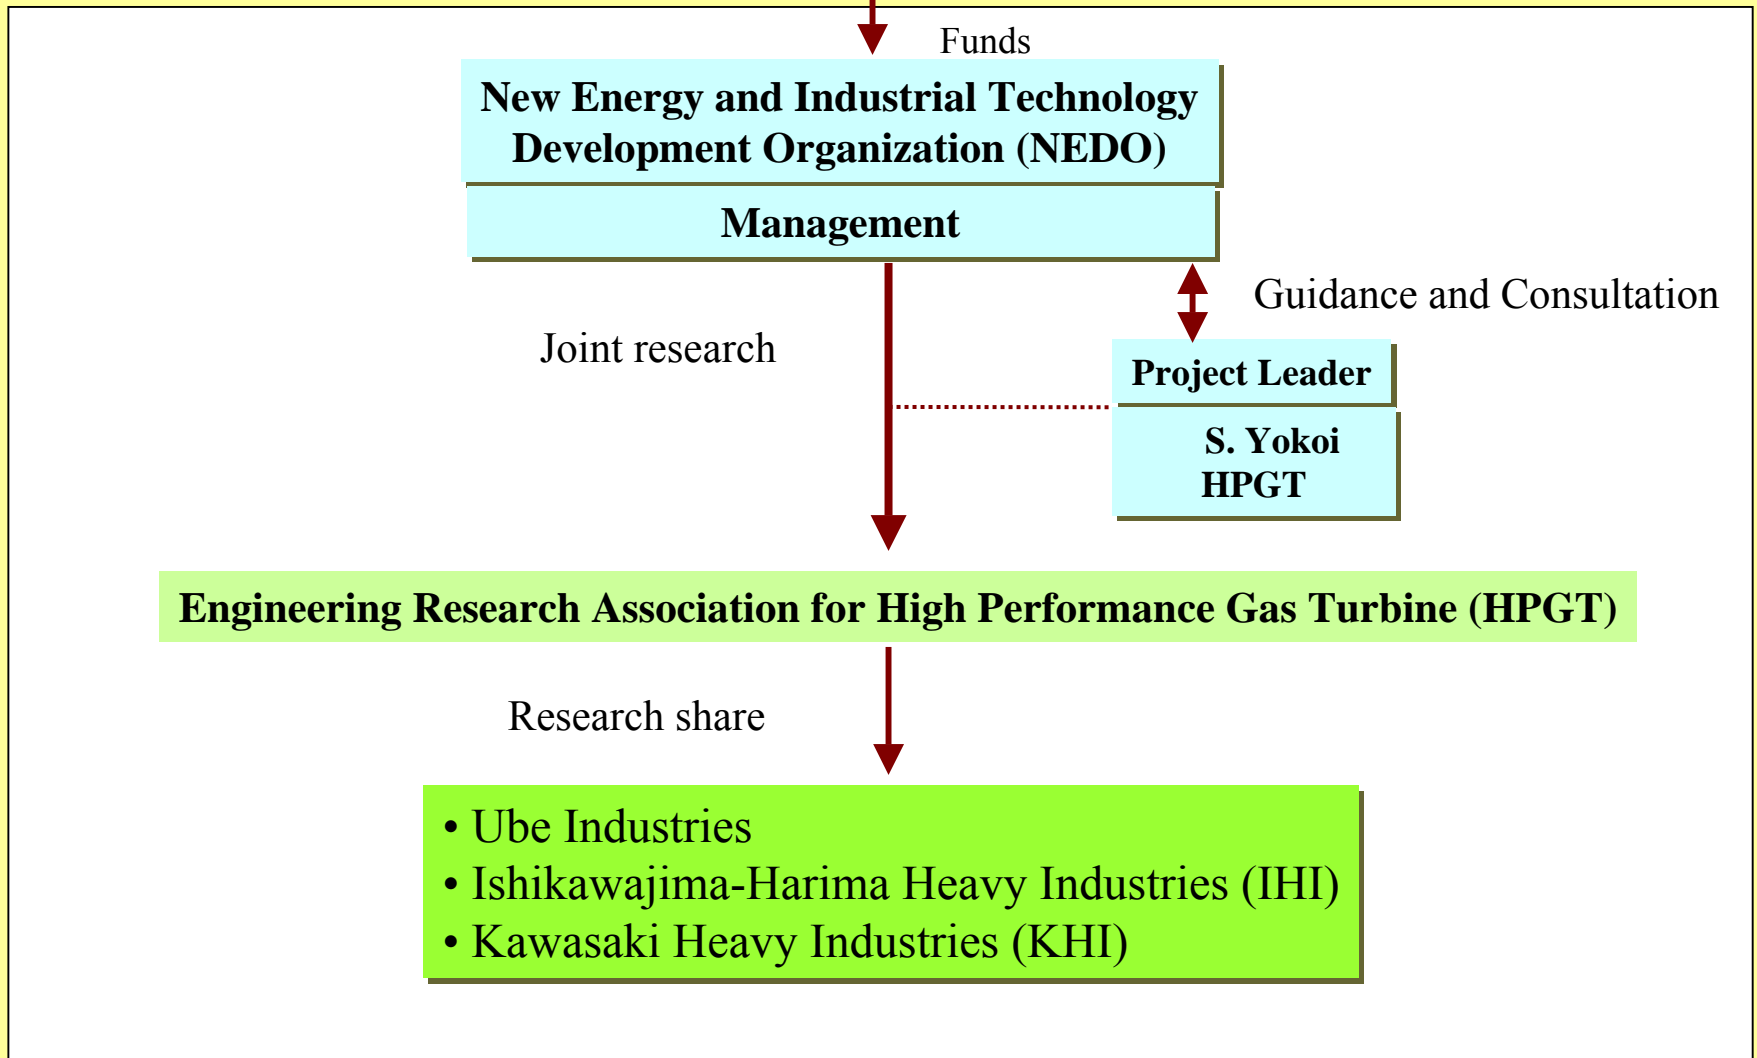 Funds
New Energy and Industrial Technology
Development Organization (NEDO)
Management
Guidance and Consultation
Joint research
Project Leader
S. Yokoi
HPGT
Engineering Research Association for High Performance Gas Turbine (HPGT)
Research share
• Ube Industries
• Ishikawajima-Harima Heavy Industries (IHI)
• Kawasaki Heavy Industries (KHI)